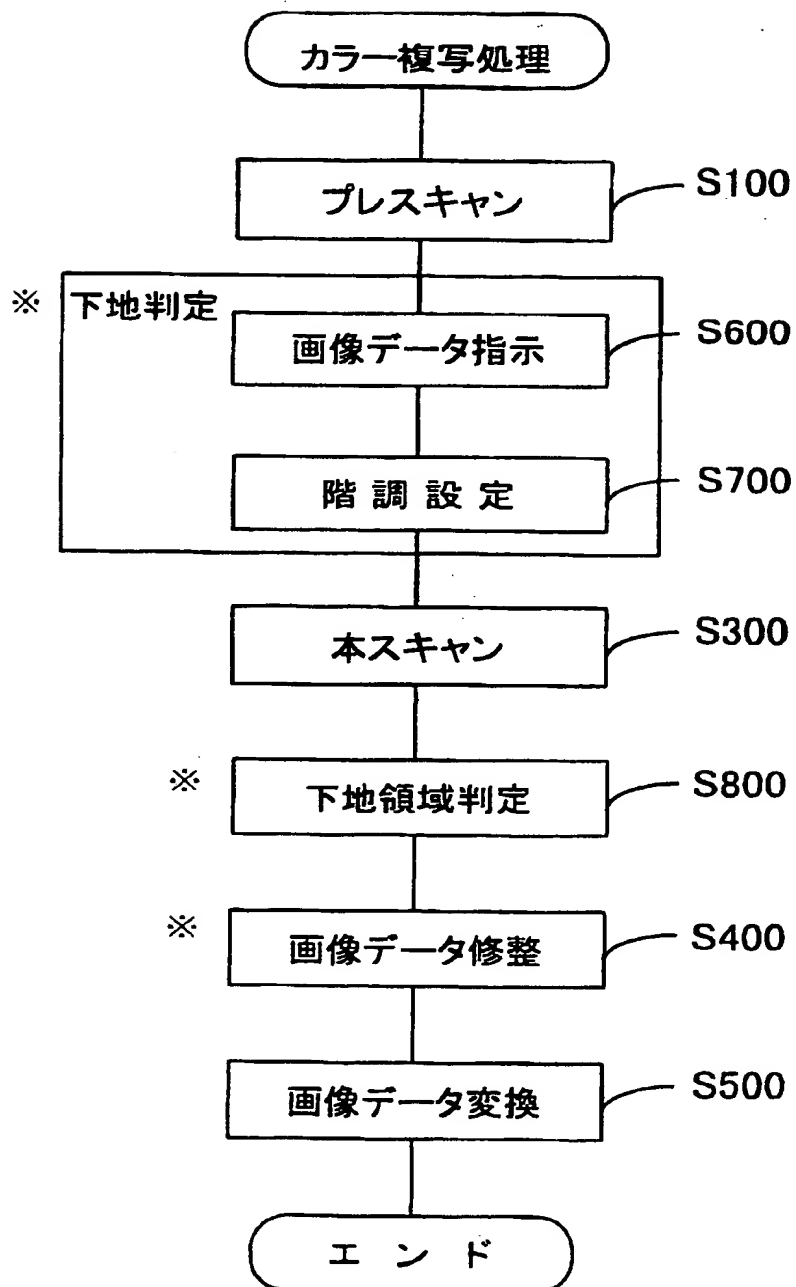 カラー複写処理
プレスキャン
S100
※ 下地判定
画像データ指示
S600
階調設定
S700
本スキャン
S300
※
下地領域判定
S800
※
画像データ修整
S400
画像データ変換
S500
エンド